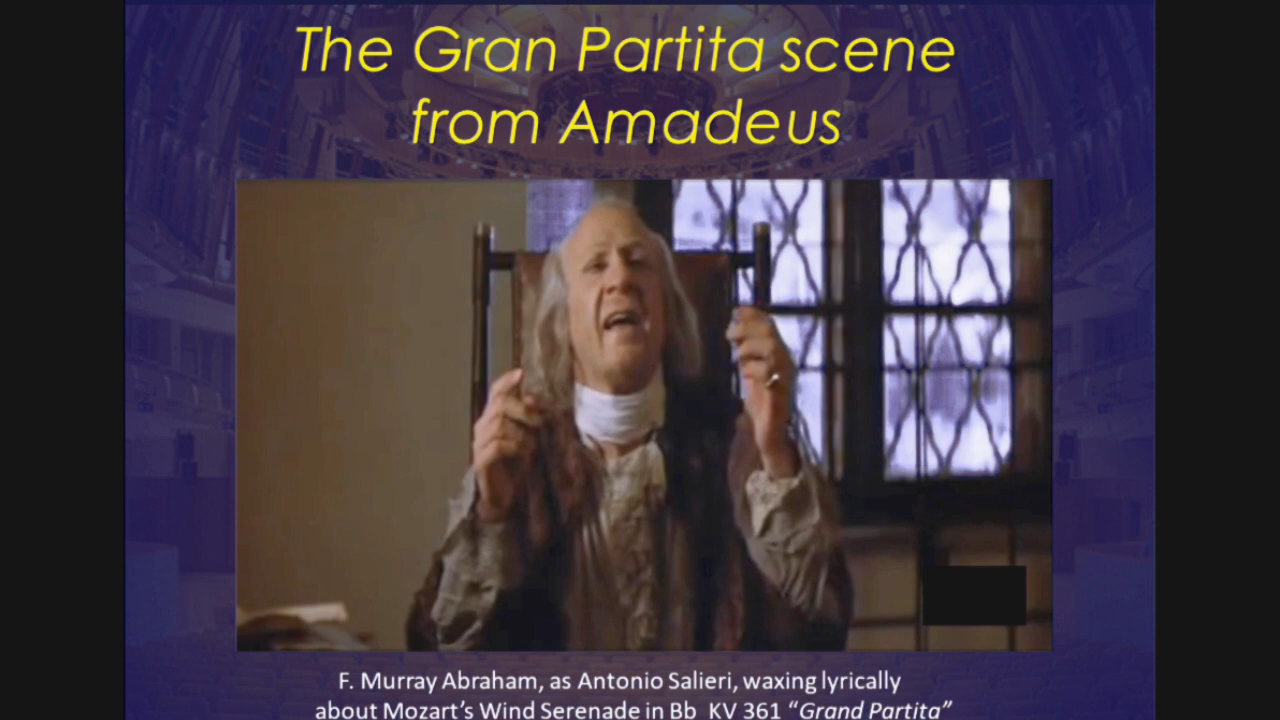 The Gran Partita scene
from Amadeus
F. Murray Abraham, as Antonio Salieri, waxing lyrically
about Mozart's Wind Serenade in Bb KV 361 “Grand Partita”